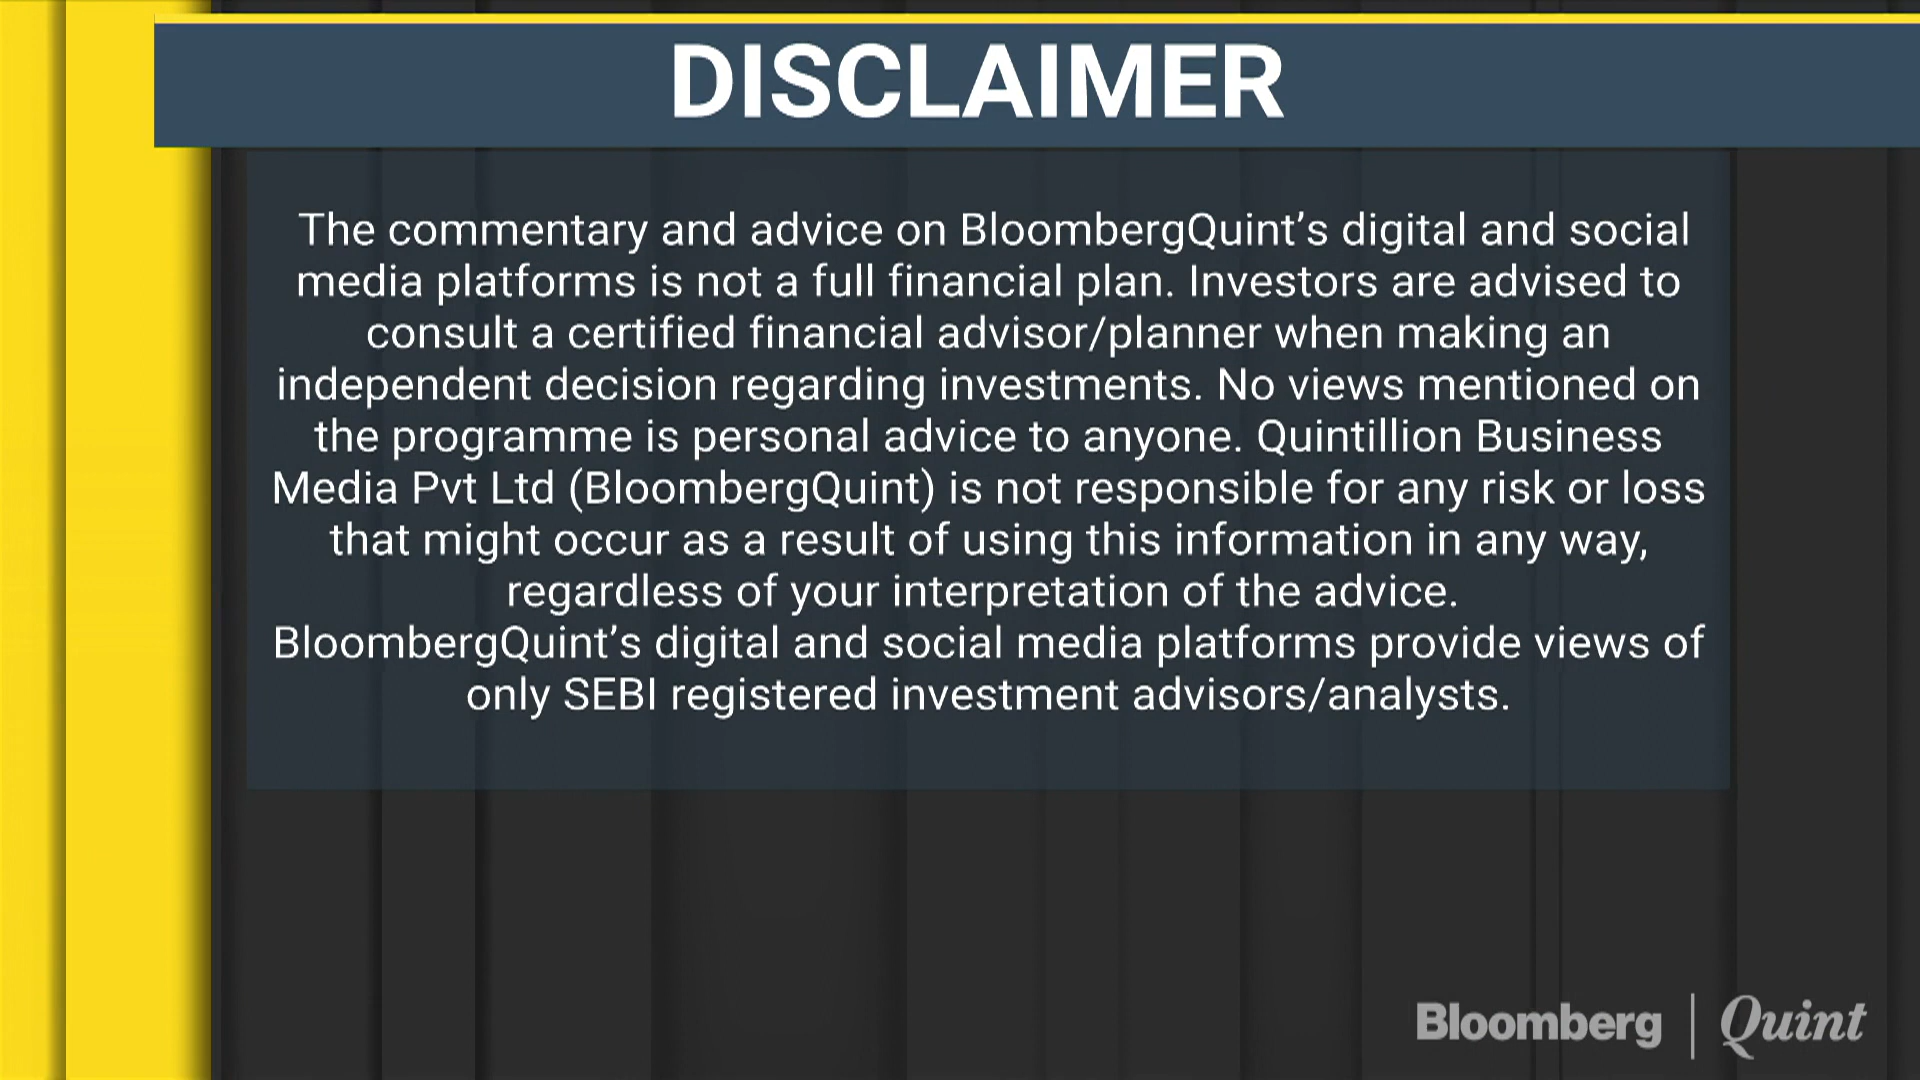 DISCLAIMER
The commentary and advice on BloombergQuint’s digital and social
media platforms is not a full financial plan. Investors are advised to
consult a certified financial advisor/planner when making an
independent decision regarding investments. No views mentioned on
the programme is personal advice to anyone. Quintillion Business
Media Pvt Ltd (BloombergQuint) is not responsible for any risk or loss
that might occur as a result of using this information in any way,
regardless of your interpretation of the advice.
BloombergQuint’s digital and social media platforms provide views of
only SEBI registered investment advisors/analysts.
Bloomberg | Quint